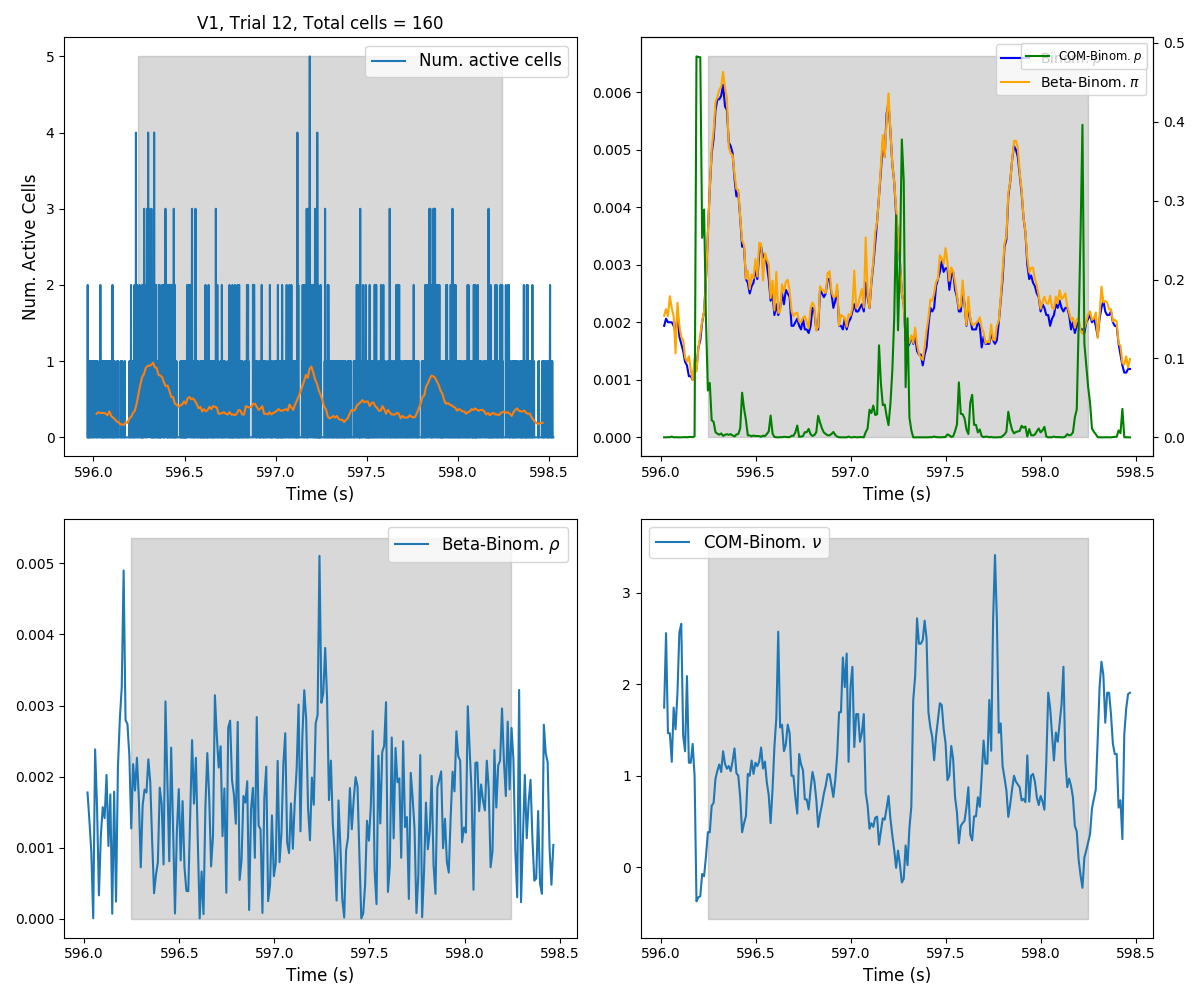 V1, Trial 12, Total cells = 160
Num. active cells
Num. Active Cells
5
4
3
2
1
0
596.0 596.5 597.0 597.5 598.0 598.5
Time (s)
COM-Binom. p
Binom. p
Beta-Binom. π
0.006
0.005
0.004
0.003
0.002
0.001
0.000
0.5
0.4
0.3
0.2
0.1
0.0
596.0 596.5 597.0 597.5 598.0 598.5
Time (s)
Beta-Binom. ρ
0.005
0.004
0.003
0.002
0.001
0.000
596.0 596.5 597.0 597.5 598.0 598.5
Time (s)
COM-Binom. ν
3
2
1
0
596.0 596.5 597.0 597.5 598.0 598.5
Time (s)